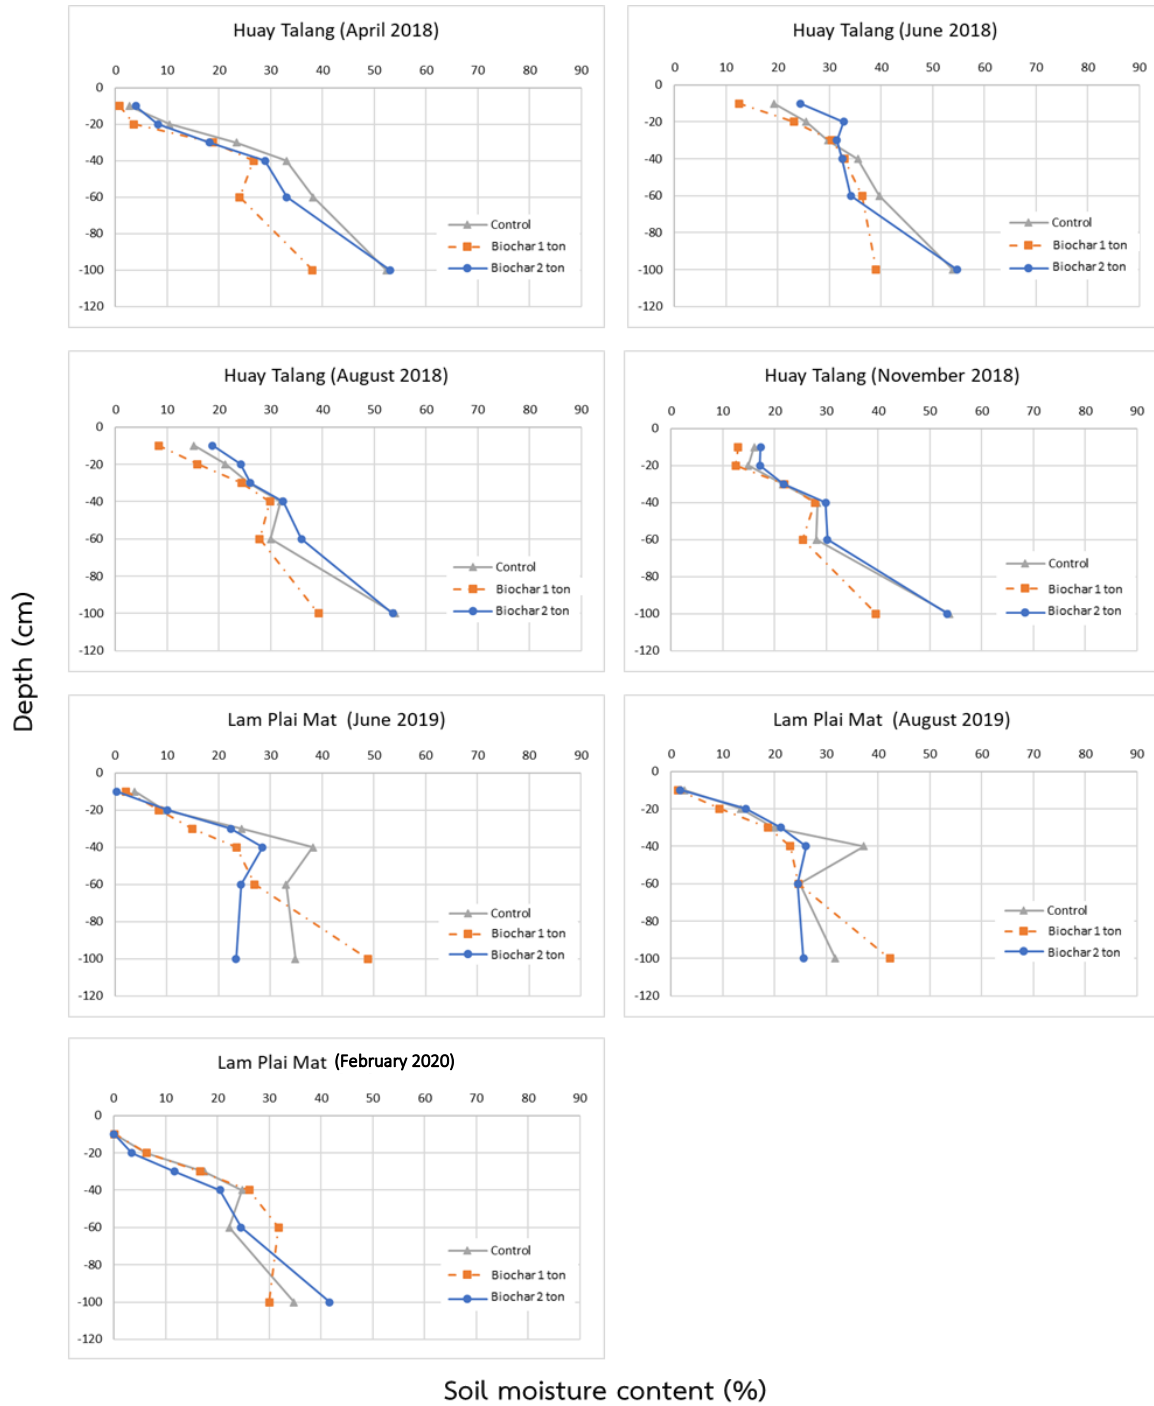 Huay Talang (April 2018)
0 10 20 30 40 50 60 70 80 90
0
-20
-40
-60
-80
-100
-120
Control
Biochar 1 ton
Biochar 2 ton
Huay Talang (June 2018)
0 10 20 30 40 50 60 70 80 90
0
-20
-40
-60
-80
-100
-120
Control
Biochar 1 ton
Biochar 2 ton
Huay Talang (August 2018)
0 10 20 30 40 50 60 70 80 90
0
-20
-40
-60
-80
-100
-120
Control
Biochar 1 ton
Biochar 2 ton
Huay Talang (November 2018)
0 10 20 30 40 50 60 70 80 90
0
-20
-40
-60
-80
-100
-120
Control
Biochar 1 ton
Biochar 2 ton
Depth (cm)
Lam Plai Mat (June 2019)
0 10 20 30 40 50 60 70 80 90
0
-20
-40
-60
-80
-100
-120
Control
Biochar 1 ton
Biochar 2 ton
Lam Plai Mat (August 2019)
0 10 20 30 40 50 60 70 80 90
0
-20
-40
-60
-80
-100
-120
Control
Biochar 1 ton
Biochar 2 ton
Lam Plai Mat (February 2020)
0 10 20 30 40 50 60 70 80 90
0
-20
-40
-60
-80
-100
-120
Control
Biochar 1 ton
Biochar 2 ton
Soil moisture content (%)